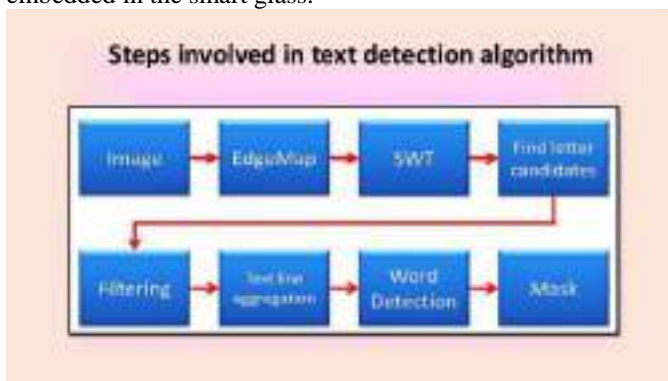 embedded in the smart glass.
Steps involved in text detection algorithm
Image
EdgeMap
SWT
Find letter
candidates
Filtering
Text line
aggregation
Word
Detection
Mask